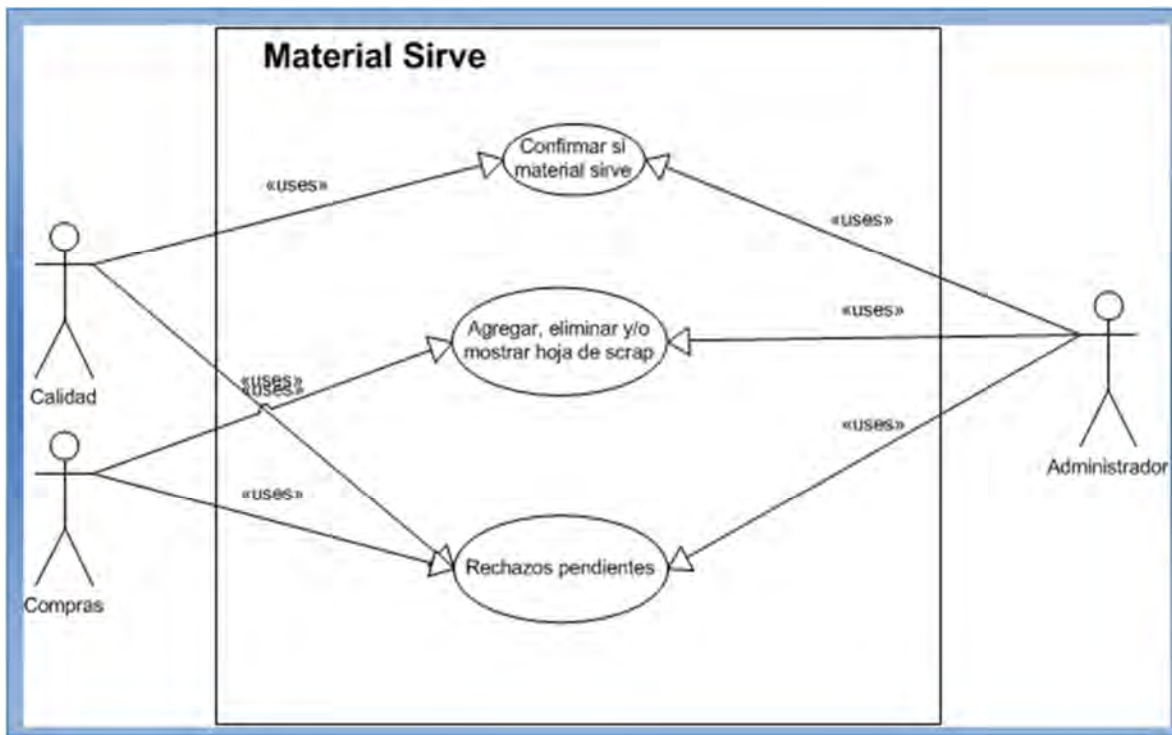 Material Sirve
Confirmar si
material sirve
«uses»
«uses»
Agregar, eliminar y/o
mostrar hoja de scrap
«uses»
«uses»
«uses»
Calidad
«uses»
«uses»
Administrador
Rechazos pendientes
Compras